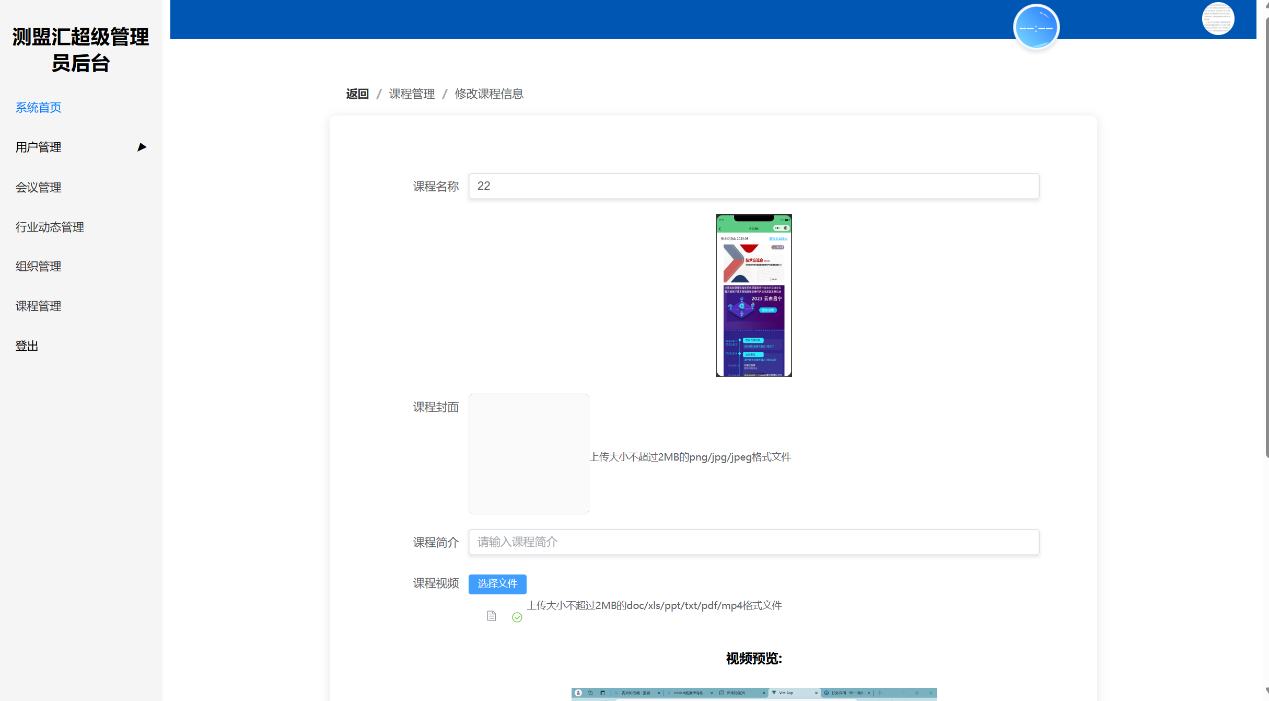 测盟汇超级管理
员后台
系统首页
用户管理
会议管理
行业动态管理
组织管理
课程管理
登出
返回 / 课程管理 / 修改课程信息
课程名称 22
2023 云南昌宁
课程封面
上传大小不超过2MB的png/jpg/jpeg格式文件
课程简介 请输入课程简介
课程视频 选择文件
上传大小不超过2MB的doc/xls/ppt/txt/pdf/mp4格式文件
视频预览: